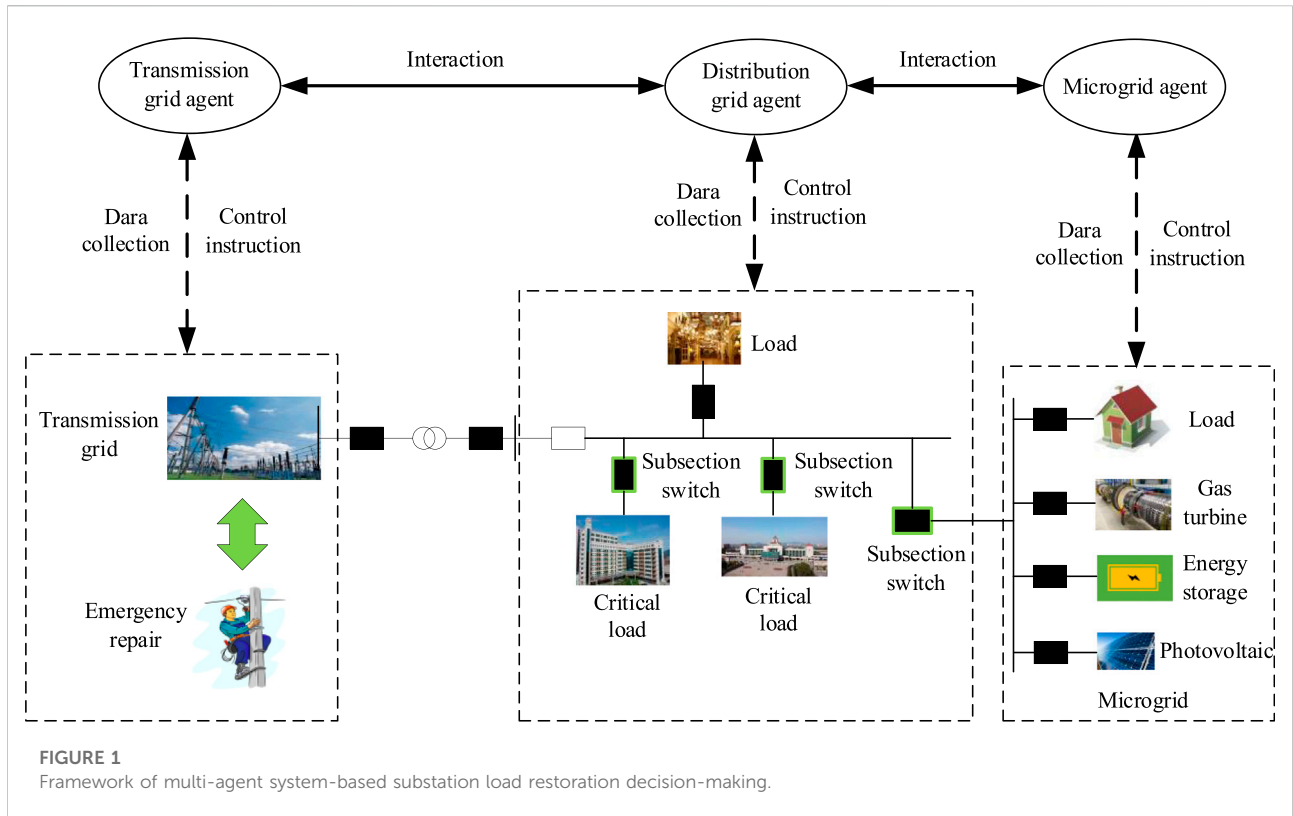 Transmission
grid agent
Interaction
Distribution
grid agent
Interaction
Microgrid agent
Dara
collection
Control
instruction
Dara
collection
Control
instruction
Dara
collection
Control
instruction
Transmission
grid
Emergency
repair
Load
Subsection
switch
Subsection
switch
Subsection
switch
Critical
load
Critical
load
Load
Gas
turbine
Energy
storage
Photovoltaic
Microgrid
FIGURE 1
Framework of multi-agent system-based substation load restoration decision-making.